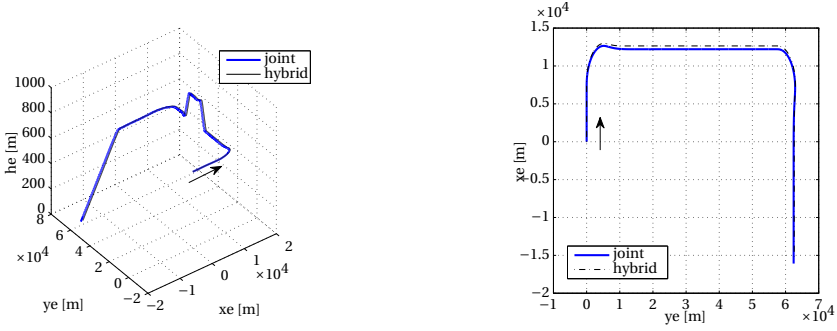 joint
hybrid
1000
800
600
400
200
0
he [m]
8
6
4
2
0
−2
×10⁴
ye [m]
−2
−1
0
1
2
×10⁴
xe [m]
×10⁴
1.5
1
0.5
0
−0.5
−1
−1.5
−2
xe [m]
joint
hybrid
−1 0 1 2 3 4 5 6 7
ye [m]
×10⁴